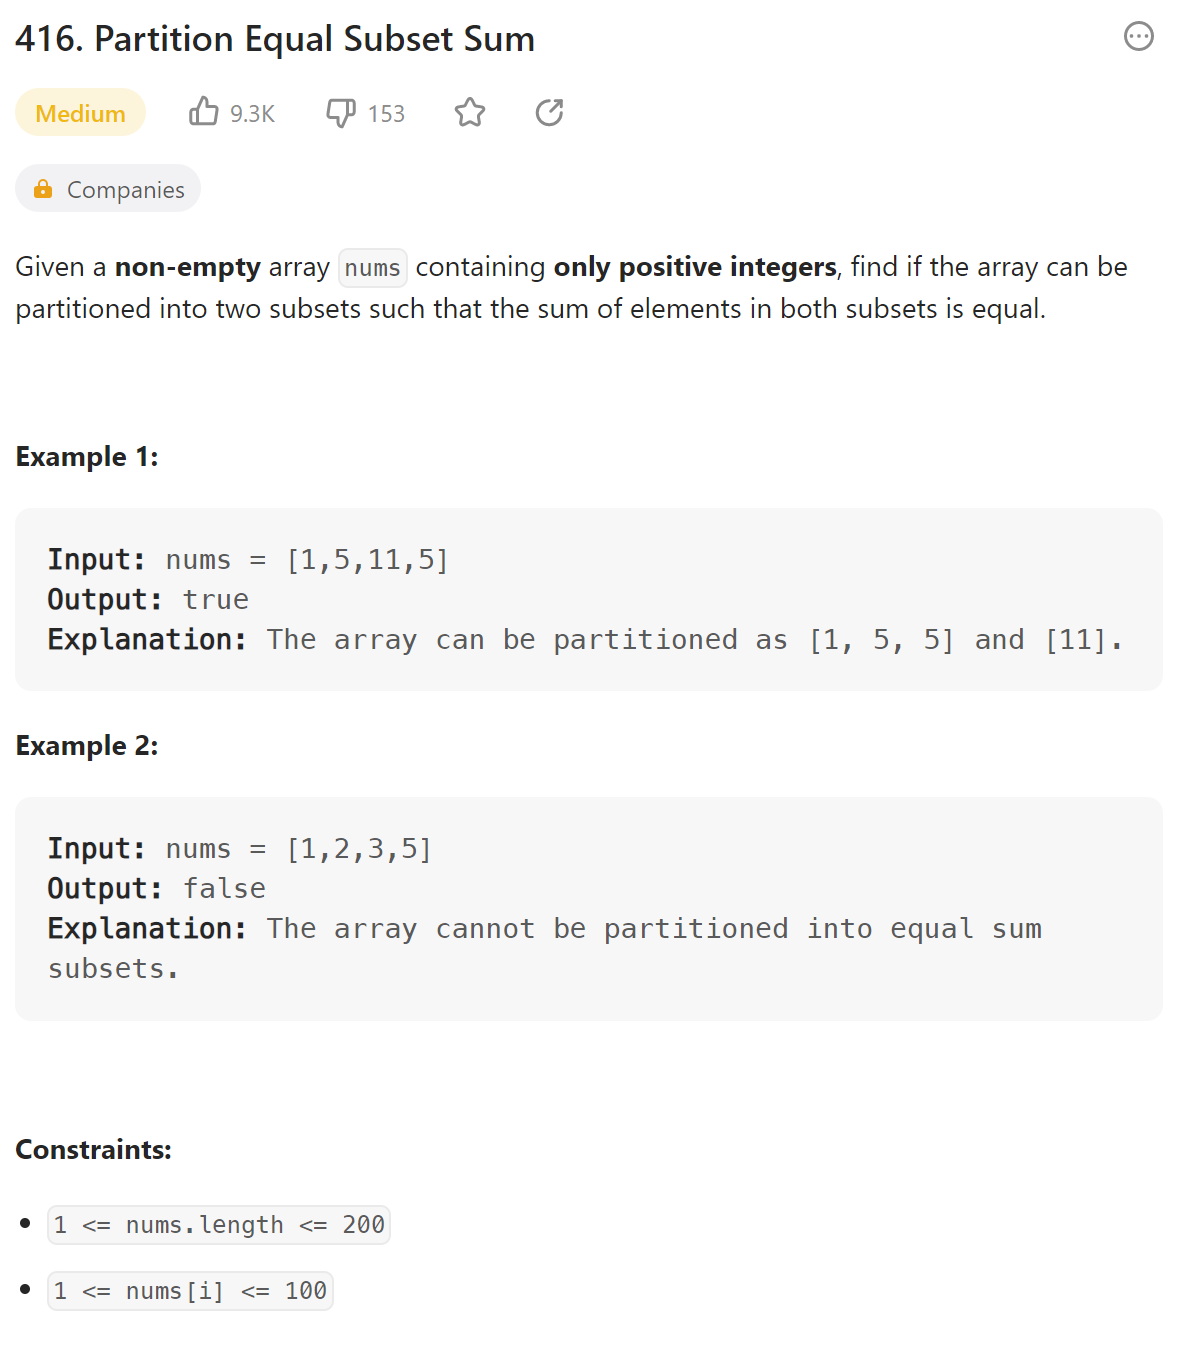 416. Partition Equal Subset Sum
Medium 9.3K 153
Companies
Given a non-empty array nums containing only positive integers, find if the array can be
partitioned into two subsets such that the sum of elements in both subsets is equal.
Example 1:
Input: nums = [1,5,11,5]
Output: true
Explanation: The array can be partitioned as [1, 5, 5] and [11].
Example 2:
Input: nums = [1,2,3,5]
Output: false
Explanation: The array cannot be partitioned into equal sum
subsets.
Constraints:
• 1 <= nums.length <= 200
• 1 <= nums[i] <= 100